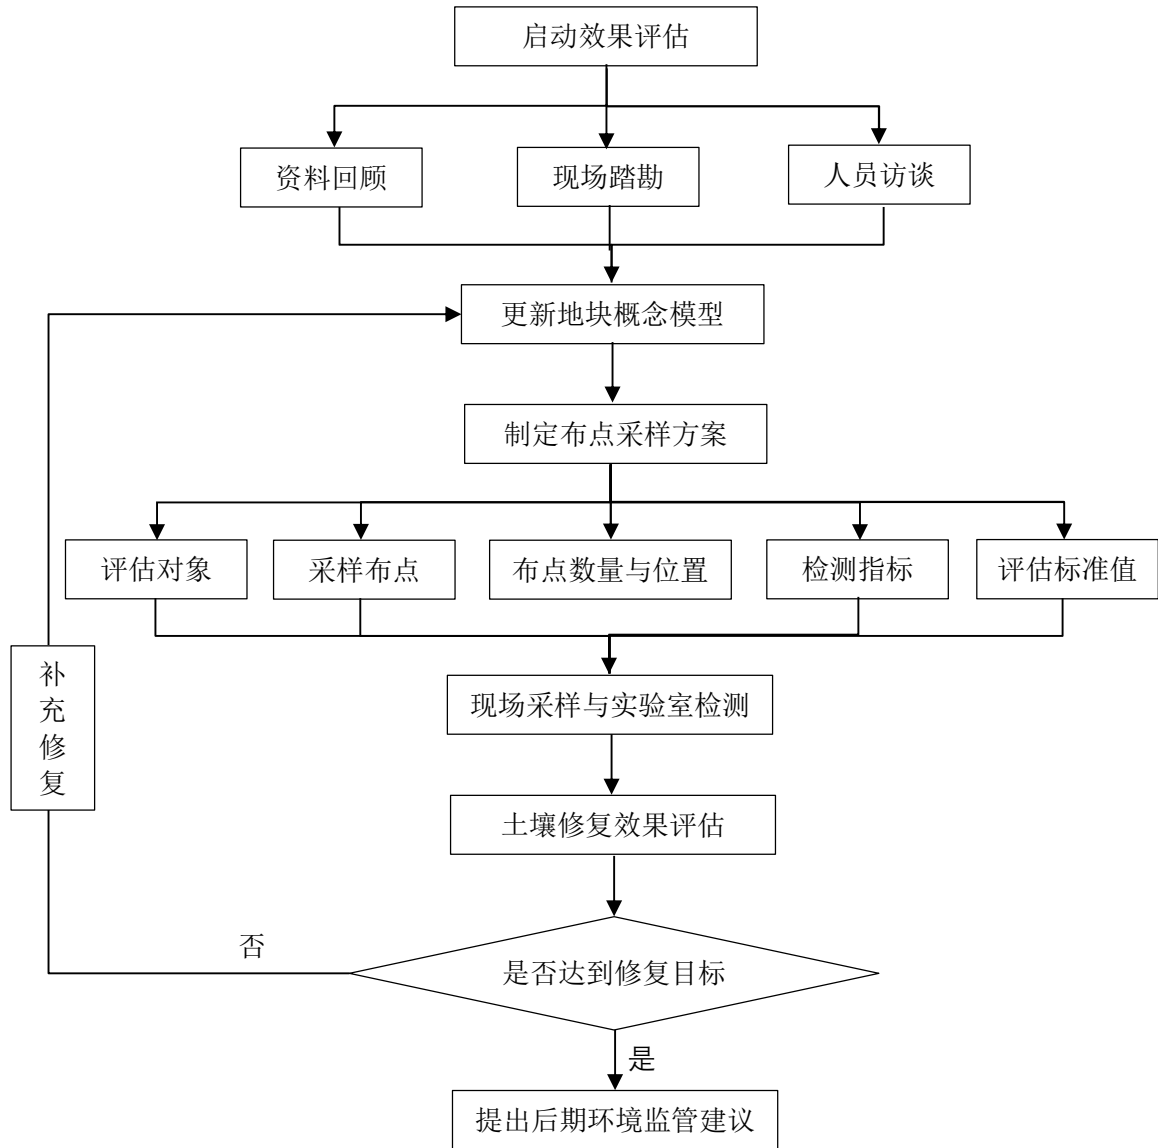 启动效果评估
资料回顾
现场踏勘
人员访谈
更新地块概念模型
制定布点采样方案
评估对象
采样布点
布点数量与位置
检测指标
评估标准值
补
充
修
复
现场采样与实验室检测
土壤修复效果评估
否
是否达到修复目标
是
提出后期环境监管建议